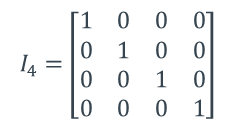 I₄ = [1 0 0 0
0 1 0 0
0 0 1 0
0 0 0 1]